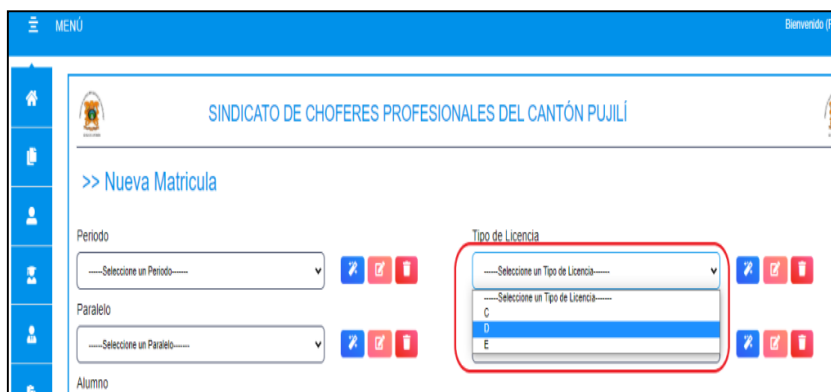 MENÚ
Bienvenido (
SINDICATO DE CHOFERES PROFESIONALES DEL CANTÓN PUJILÍ
>> Nueva Matricula
Periodo
-----Seleccione un Periodo-------
Paralelo
-----Seleccione un Paralelo-------
Alumno
Tipo de Licencia
-----Seleccione un Tipo de Licencia-------
-----Seleccione un Tipo de Licencia-------
C
D
E